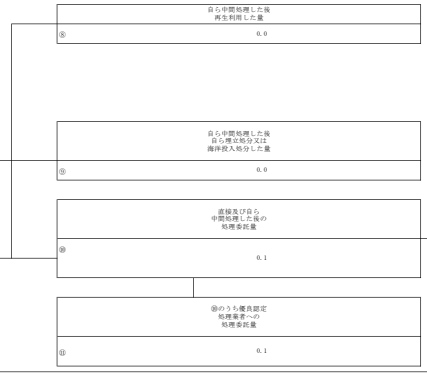 自ら中間処理した後
再生利用した量
⑧ 0.0
自ら中間処理した後
自ら埋立処分又は
海洋投入処分した量
⑨ 0.0
直接及び自ら
中間処理した後の
処理委託量
⑩
0.1
⑩のうち優良認定
処理業者への
処理委託量
⑪ 0.1